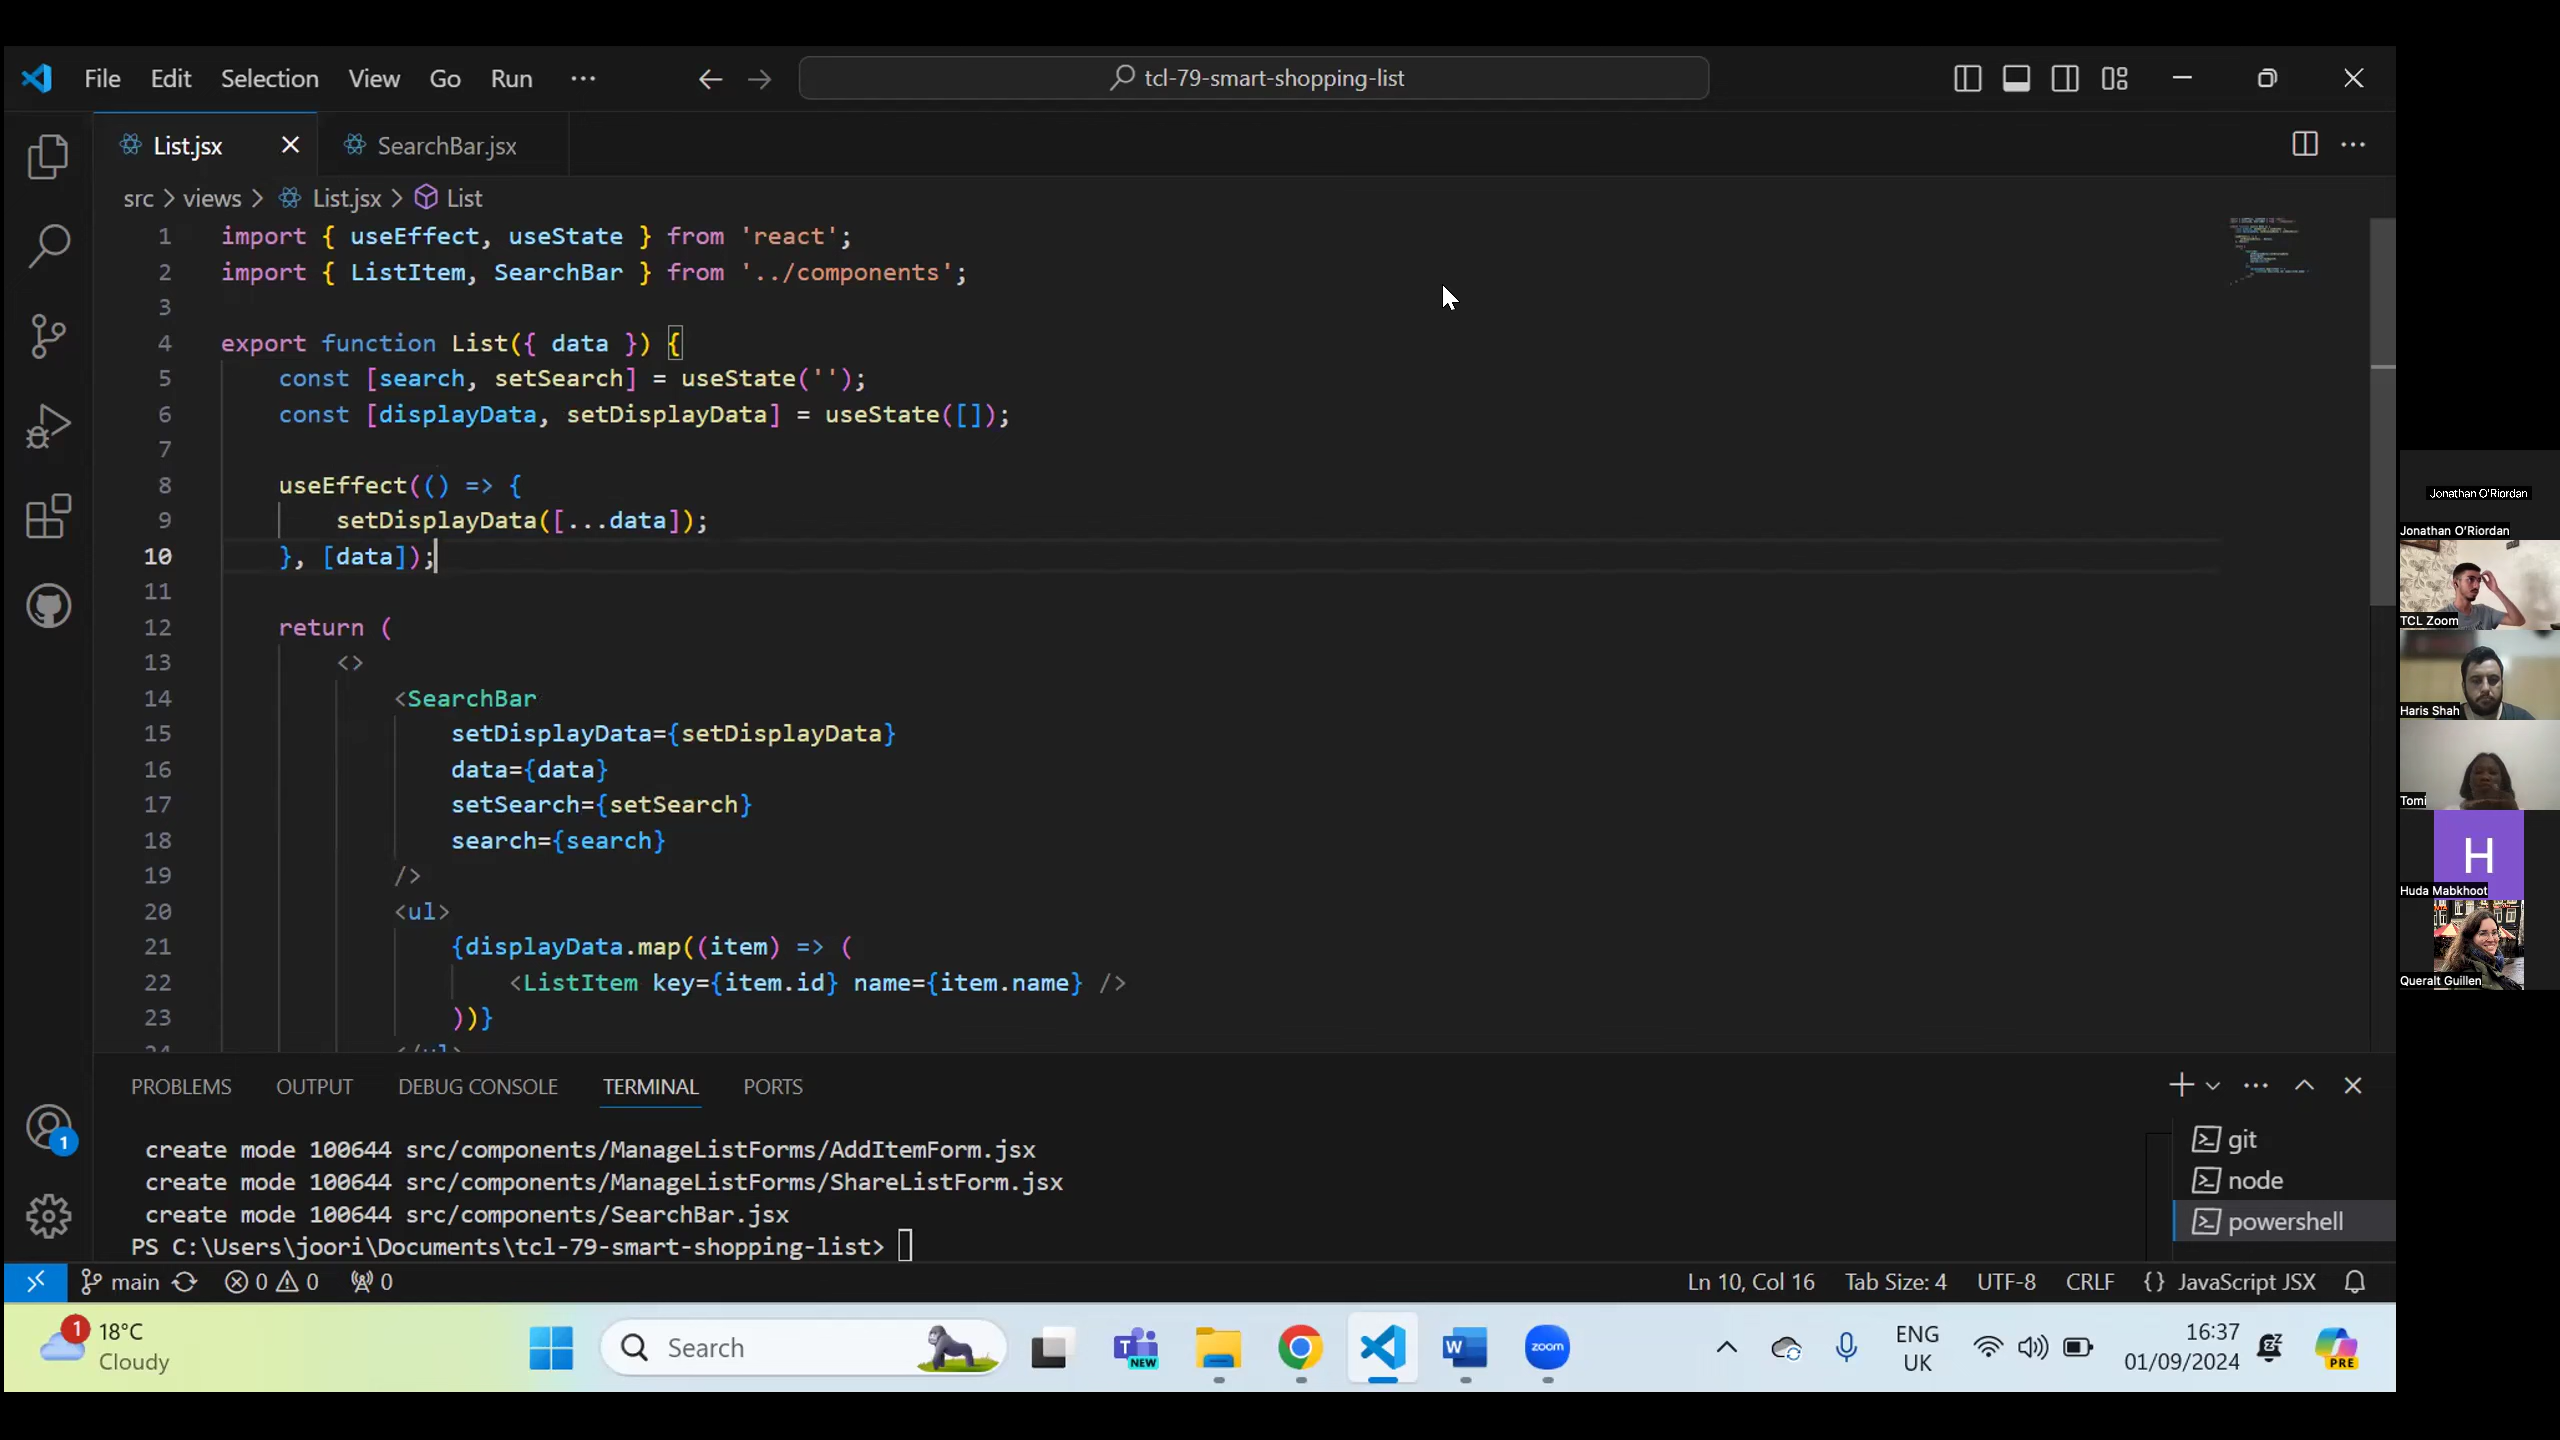 File Edit Selection View Go Run ··· tcl-79-smart-shopping-list
List.jsx SearchBar.jsx
src > views > List.jsx > List
1 import { useEffect, useState } from 'react';
2 import { ListItem, SearchBar } from '../components';
3
4 export function List({ data }) {
5 const [search, setSearch] = useState('');
6 const [displayData, setDisplayData] = useState([]);
7
8 useEffect(() => {
9 setDisplayData([...data]);
10 }, [data]);
11
12 return (
13 <>
14 <SearchBar
15 setDisplayData={setDisplayData}
16 data={data}
17 setSearch={setSearch}
18 search={search}
19 />
20 <ul>
21 {displayData.map((item) => (
22 <ListItem key={item.id} name={item.name} />
23 ))}
24 </ul>
PROBLEMS OUTPUT DEBUG CONSOLE TERMINAL PORTS
create mode 100644 src/components/ManageListForms/AddItemForm.jsx
create mode 100644 src/components/ManageListForms/ShareListForm.jsx
create mode 100644 src/components/SearchBar.jsx
PS C:\Users\joori\Documents\tcl-79-smart-shopping-list>
git
node
powershell
1
main 0 0 0 Ln 10, Col 16 Tab Size: 4 UTF-8 CRLF {} JavaScript JSX
1 18°C
Cloudy
Search
NEW
W
zoom
ENG
UK
16:37
01/09/2024
PRE
Jonathan O'Riordan
Jonathan O'Riordan
TCL Zoom
Haris Shah
Tomi
H
Huda Mabkhoot
Queralt Guillen